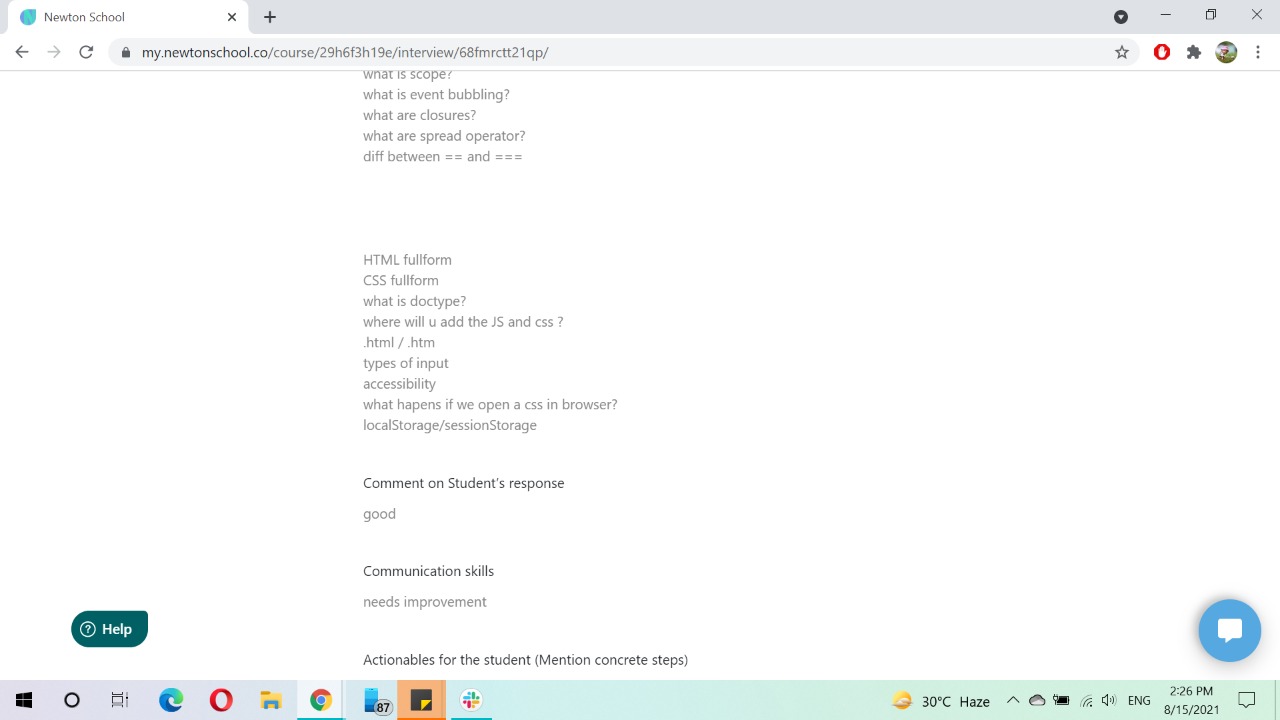 Newton School
my.newtonschool.co/course/29h6f3h19e/interview/68fmrctt21qp/
what is scope?
what is event bubbling?
what are closures?
what are spread operator?
diff between == and ===
HTML fullform
CSS fullform
what is doctype?
where will u add the JS and css ?
.html / .htm
types of input
accessibility
what hapens if we open a css in browser?
localStorage/sessionStorage
Comment on Student's response
good
Communication skills
needs improvement
Help
Actionables for the student (Mention concrete steps)
87
30°C Haze
ENG
2:26 PM
8/15/2021